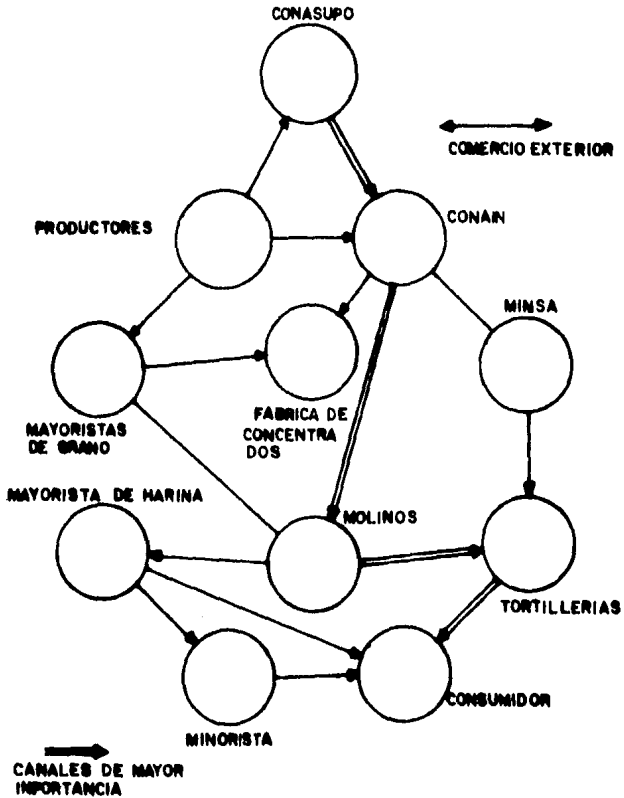 CONASUPO
COMERCIO EXTERIOR
PRODUCTORES
CONAIN
MINSA
FABRICA DE
CONCENTRA
DOS
MAYORISTAS
DE GRANO
MAYORISTA DE HARINA
MOLINOS
TORTILLERIAS
CONSUMIDOR
MINORISTA
CANALES DE MAYOR
INPORTANCIA